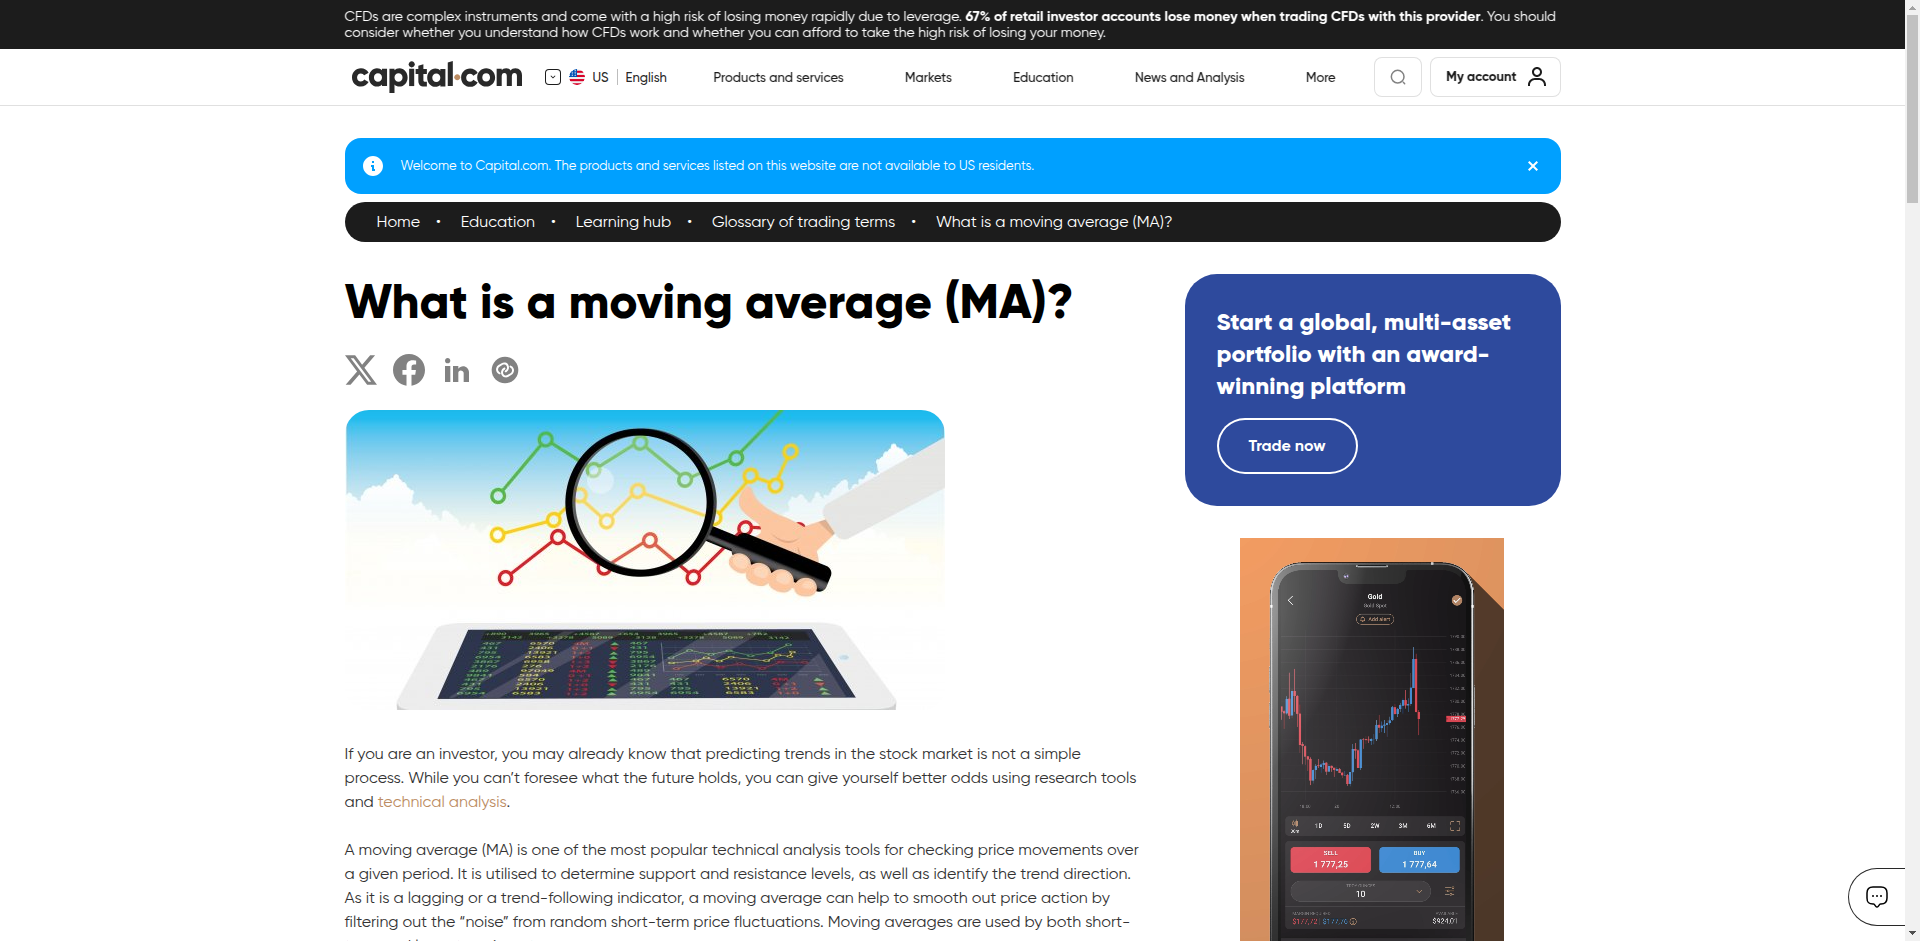 CFDs are complex instruments and come with a high risk of losing money rapidly due to leverage. 67% of retail investor accounts lose money when trading CFDs with this provider. You should
consider whether you understand how CFDs work and whether you can afford to take the high risk of losing your money.
capital.com
US
English
Products and services
Markets
Education
News and Analysis
More
My account
Welcome to Capital.com. The products and services listed on this website are not available to US residents.
Home • Education • Learning hub • Glossary of trading terms • What is a moving average (MA)?
What is a moving average (MA)?
Start a global, multi-asset
portfolio with an award-
winning platform
Trade now
If you are an investor, you may already know that predicting trends in the stock market is not a simple
process. While you can’t foresee what the future holds, you can give yourself better odds using research tools
and technical analysis.
A moving average (MA) is one of the most popular technical analysis tools for checking price movements over
a given period. It is utilised to determine support and resistance levels, as well as identify the trend direction.
As it is a lagging or a trend-following indicator, a moving average can help to smooth out price action by
filtering out the “noise” from random short-term price fluctuations. Moving averages are used by both short-
Gold
Gold Spot
Add alert
1D 5D 2W 3M 6M
SELL BUY
1 777,25 1 777,64
10
$924.01